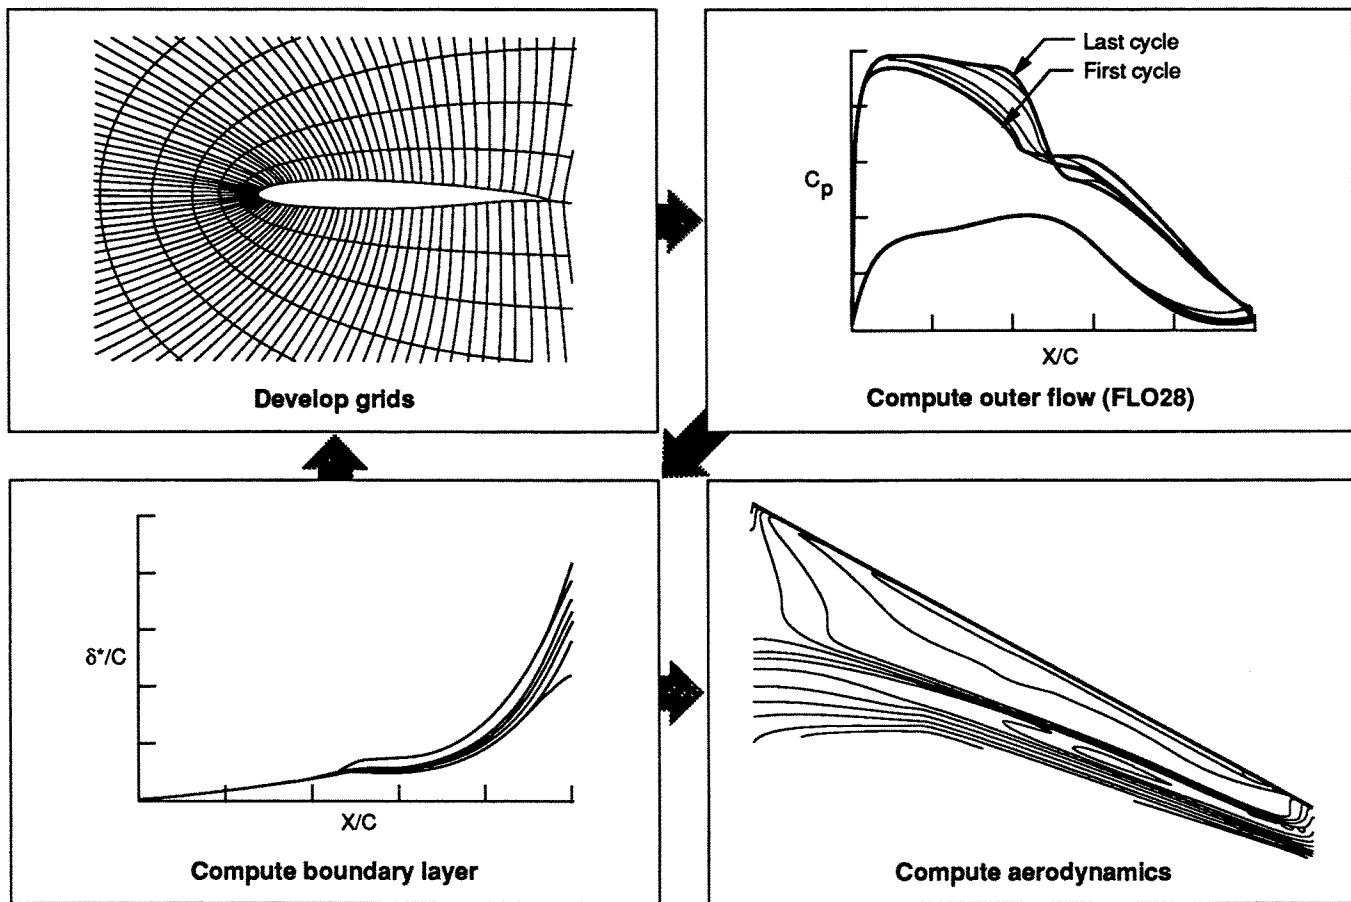 Develop grids
Last cycle
First cycle
Cp
X/C
Compute outer flow (FLO28)
δ*/C
X/C
Compute boundary layer
Compute aerodynamics